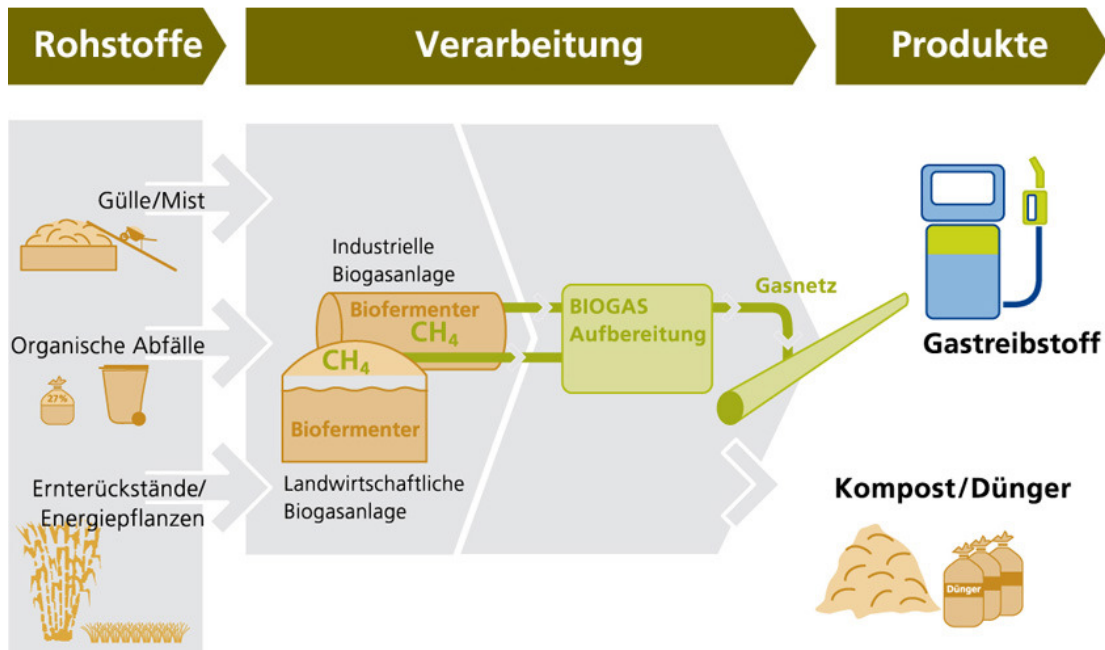 Rohstoffe
Verarbeitung
Produkte
Gülle/Mist
Organische Abfälle
27%
Ernterückstände/
Energiepflanzen
Industrielle
Biogasanlage
Biofermenter
CH₄
CH₄
Biofermenter
Landwirtschaftliche
Biogasanlage
BIOGAS
Aufbereitung
Gasnetz
Gastreibstoff
Kompost/Dünger
Dünger